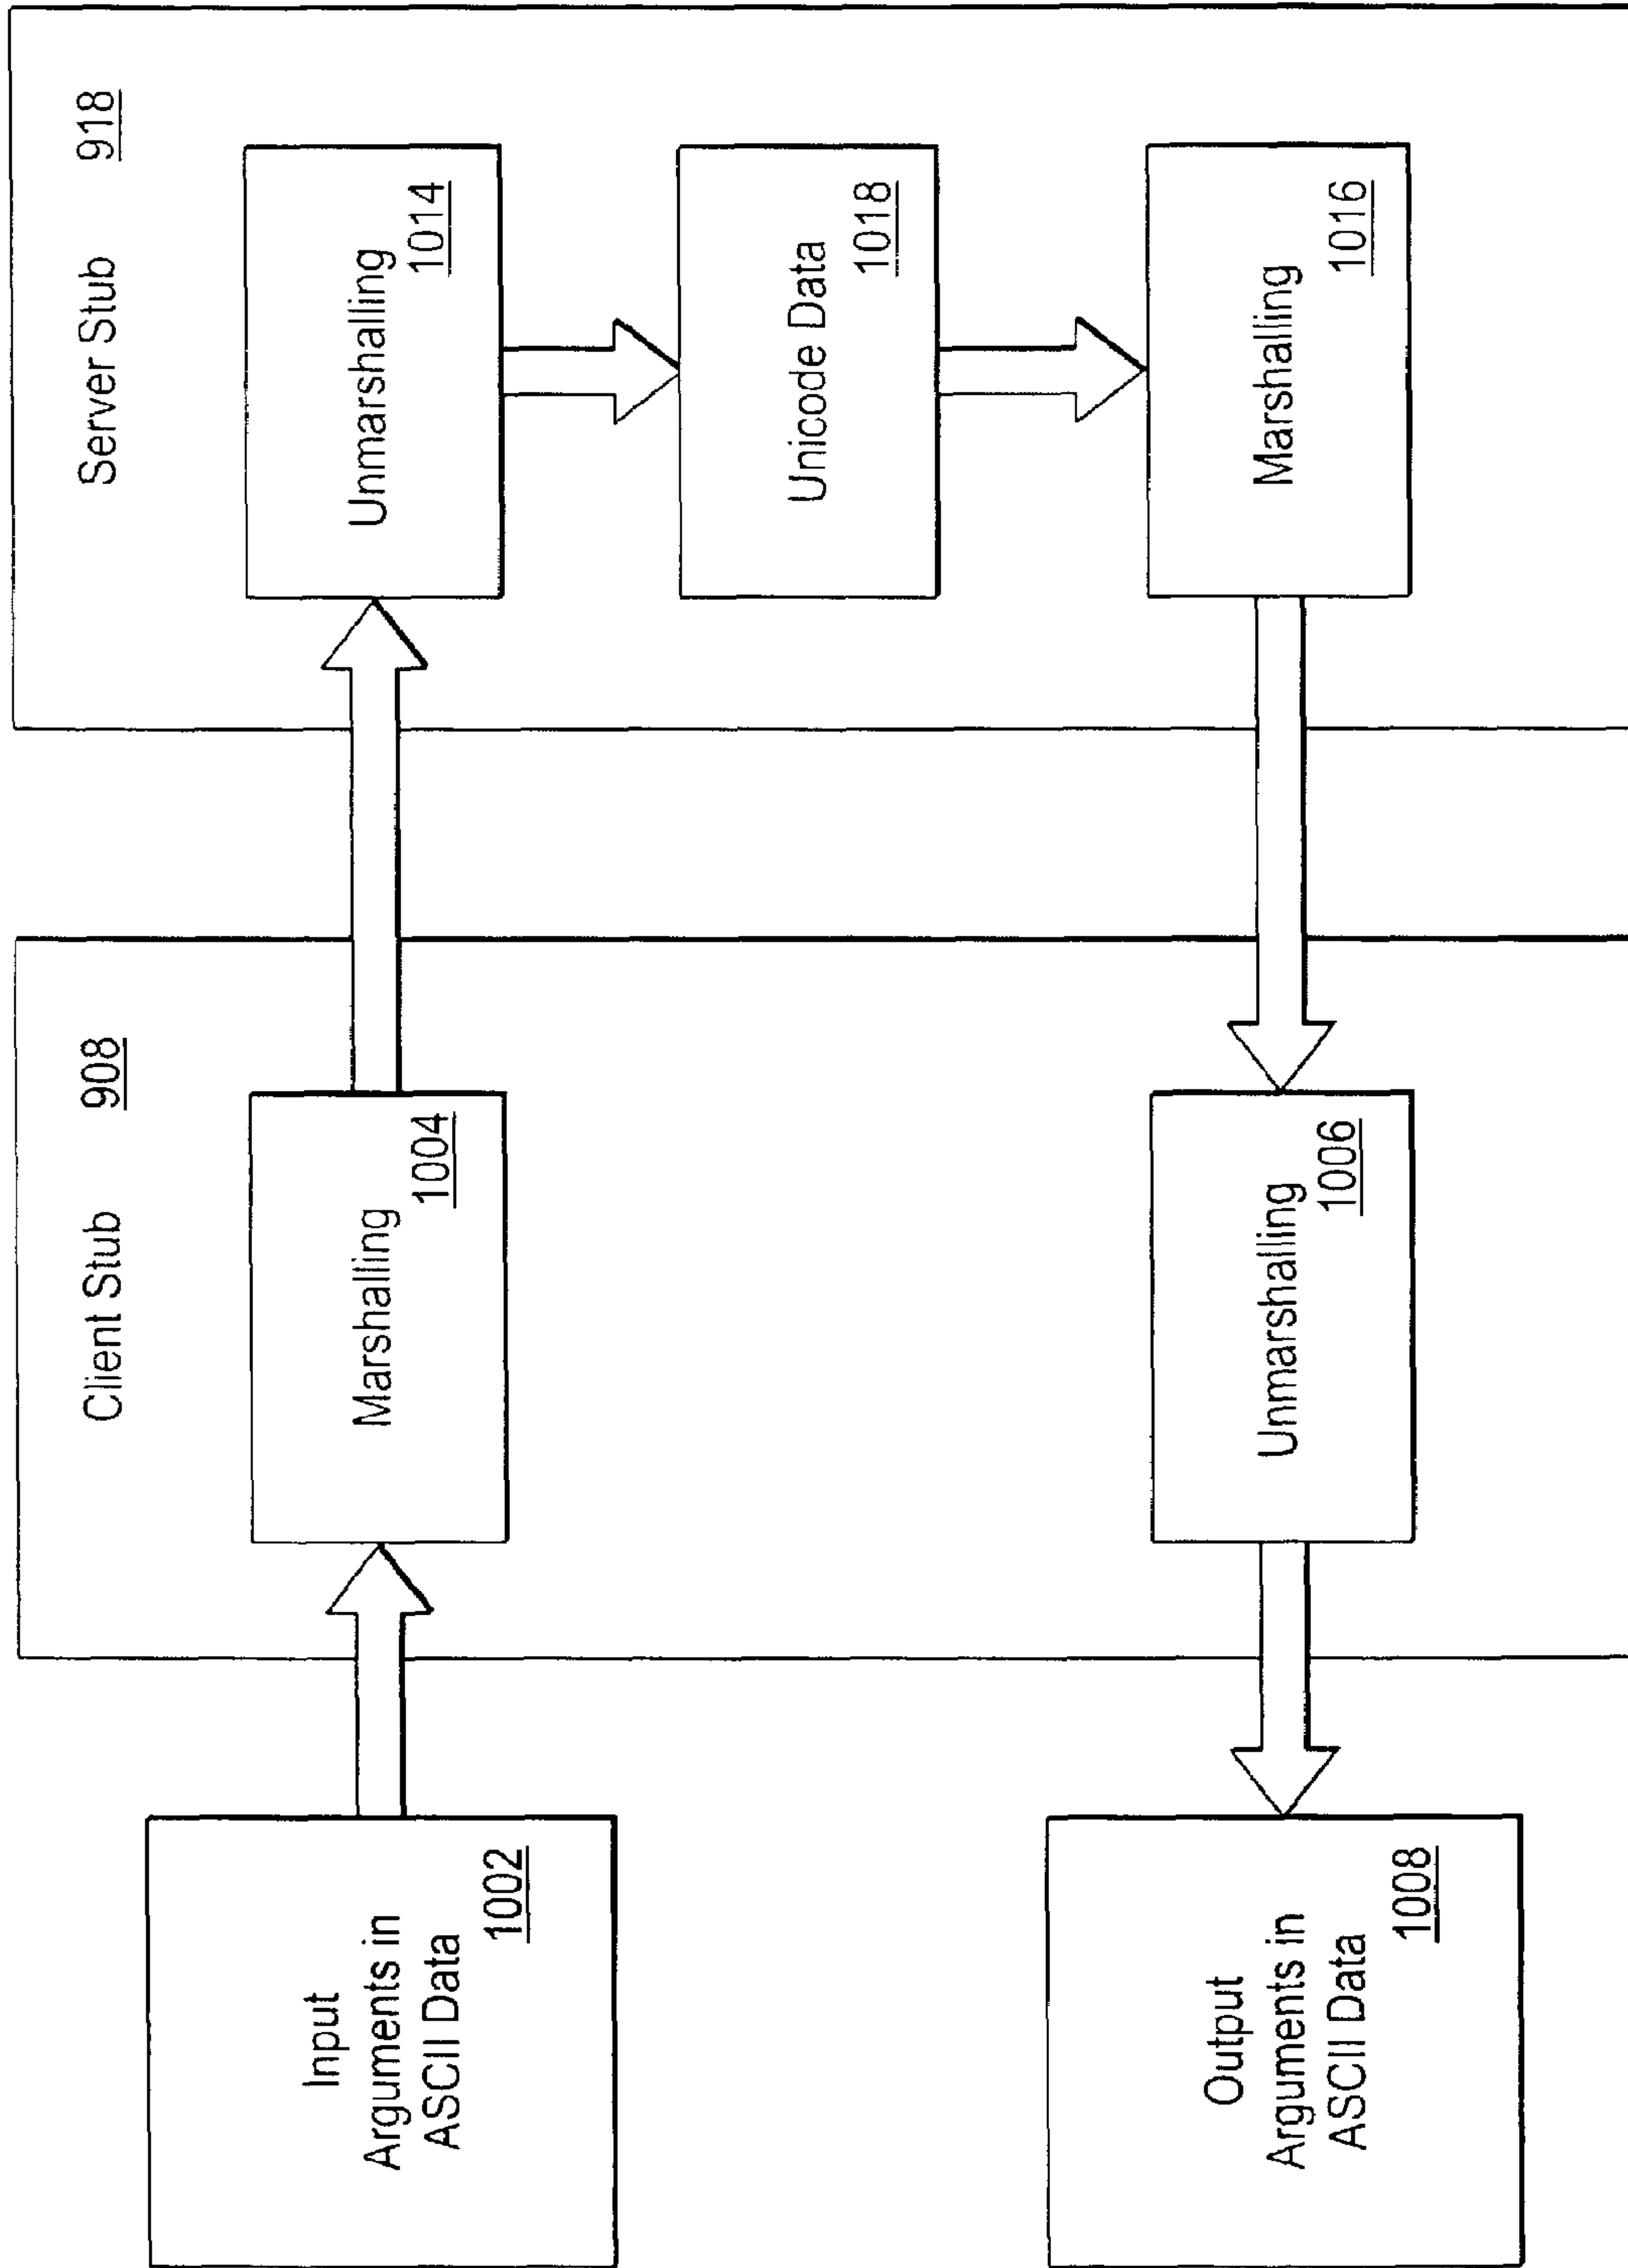 Client Stub 908
Server Stub 918
Input
Arguments in
ASCII Data
1002
Marshalling
1004
Unmarshalling
1014
Unicode Data
1018
Output
Arguments in
ASCII Data
1008
Unmarshalling
1006
Marshalling
1016